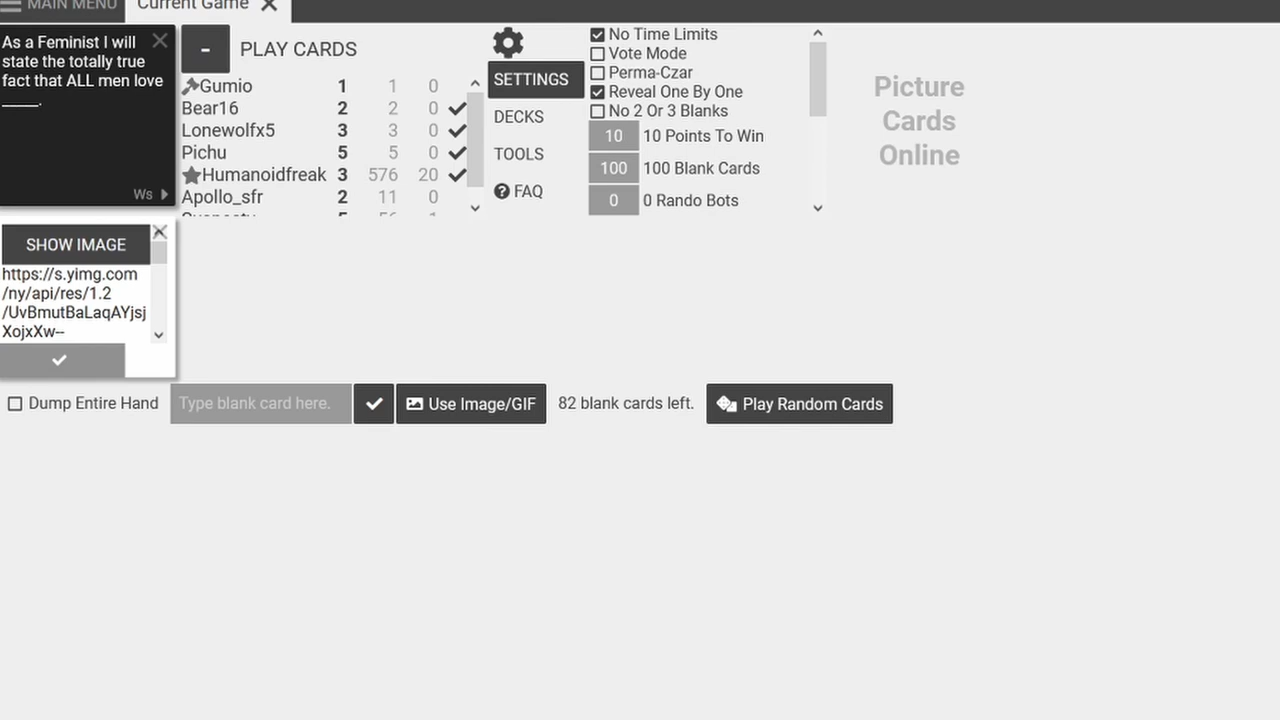 MAIN MENU
Current Game
As a Feminist I will
state the totally true
fact that ALL men love
_____.
Ws
- PLAY CARDS
Gumio 1 1 0
Bear16 2 2 0
Lonewolfx5 3 3 0
Pichu 5 5 0
Humanoidfreak 3 576 20
Apollo_sfr 2 11 0
SETTINGS
DECKS
TOOLS
FAQ
No Time Limits
Vote Mode
Perma-Czar
Reveal One By One
No 2 Or 3 Blanks
10 10 Points To Win
100 100 Blank Cards
0 0 Rando Bots
Picture
Cards
Online
SHOW IMAGE
https://s.yimg.com
/ny/api/res/1.2
/UvBmutBaLaqAYjsj
XojxXw--
Dump Entire Hand
Type blank card here.
Use Image/GIF
82 blank cards left.
Play Random Cards